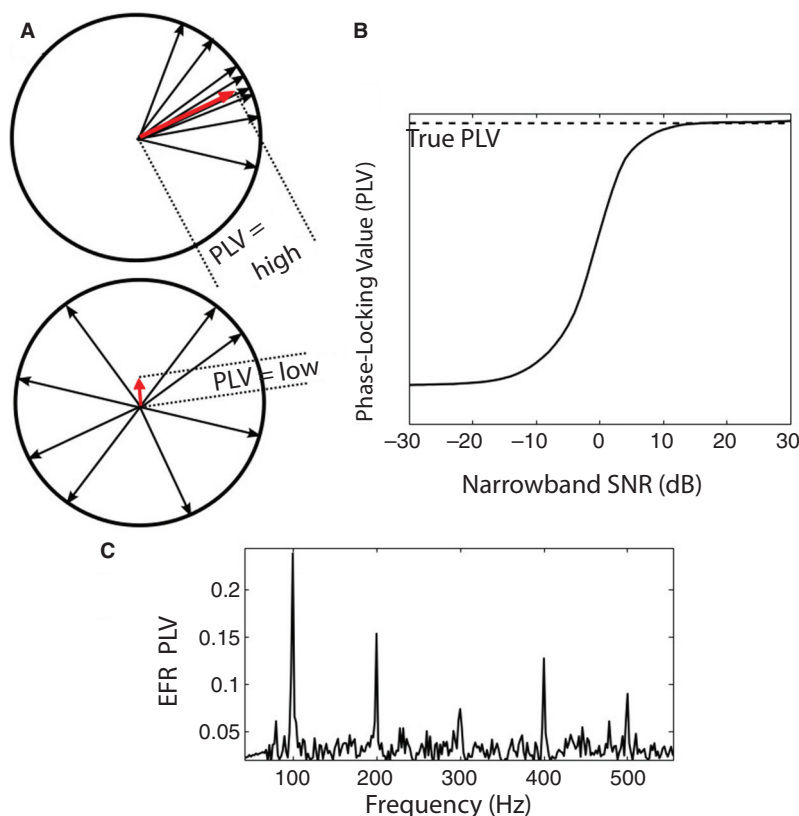 A
PLV =
high
PLV = low
B
True PLV
Phase-Locking Value (PLV)
–30 –20 –10 0 10 20 30
Narrowband SNR (dB)
C
EFR PLV
0.2
0.15
0.1
0.05
100 200 300 400 500
Frequency (Hz)